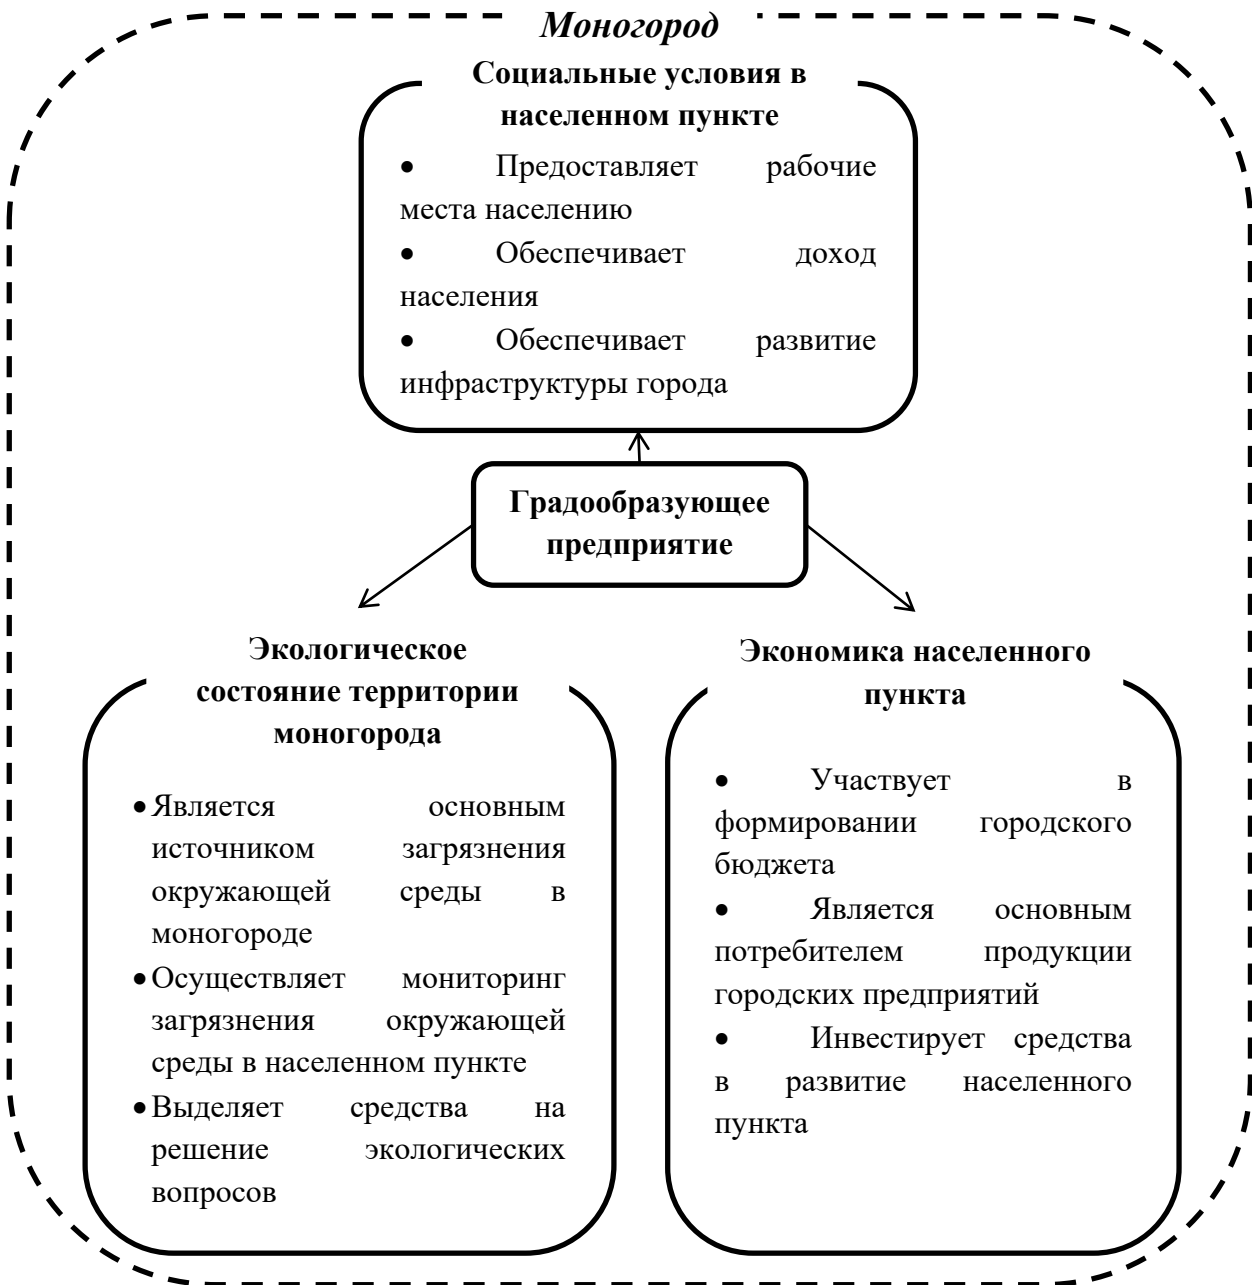 Моногород
Социальные условия в
населенном пункте
• Предоставляет рабочие
места населению
• Обеспечивает доход
населения
• Обеспечивает развитие
инфраструктуры города
Градообразующее
предприятие
Экологическое
состояние территории
моногорода
• Является основным
источником загрязнения
окружающей среды в
моногороде
• Осуществляет мониторинг
загрязнения окружающей
среды в населенном пункте
• Выделяет средства на
решение экологических
вопросов
Экономика населенного
пункта
• Участвует в
формировании городского
бюджета
• Является основным
потребителем продукции
городских предприятий
• Инвестирует средства
в развитие населенного
пункта